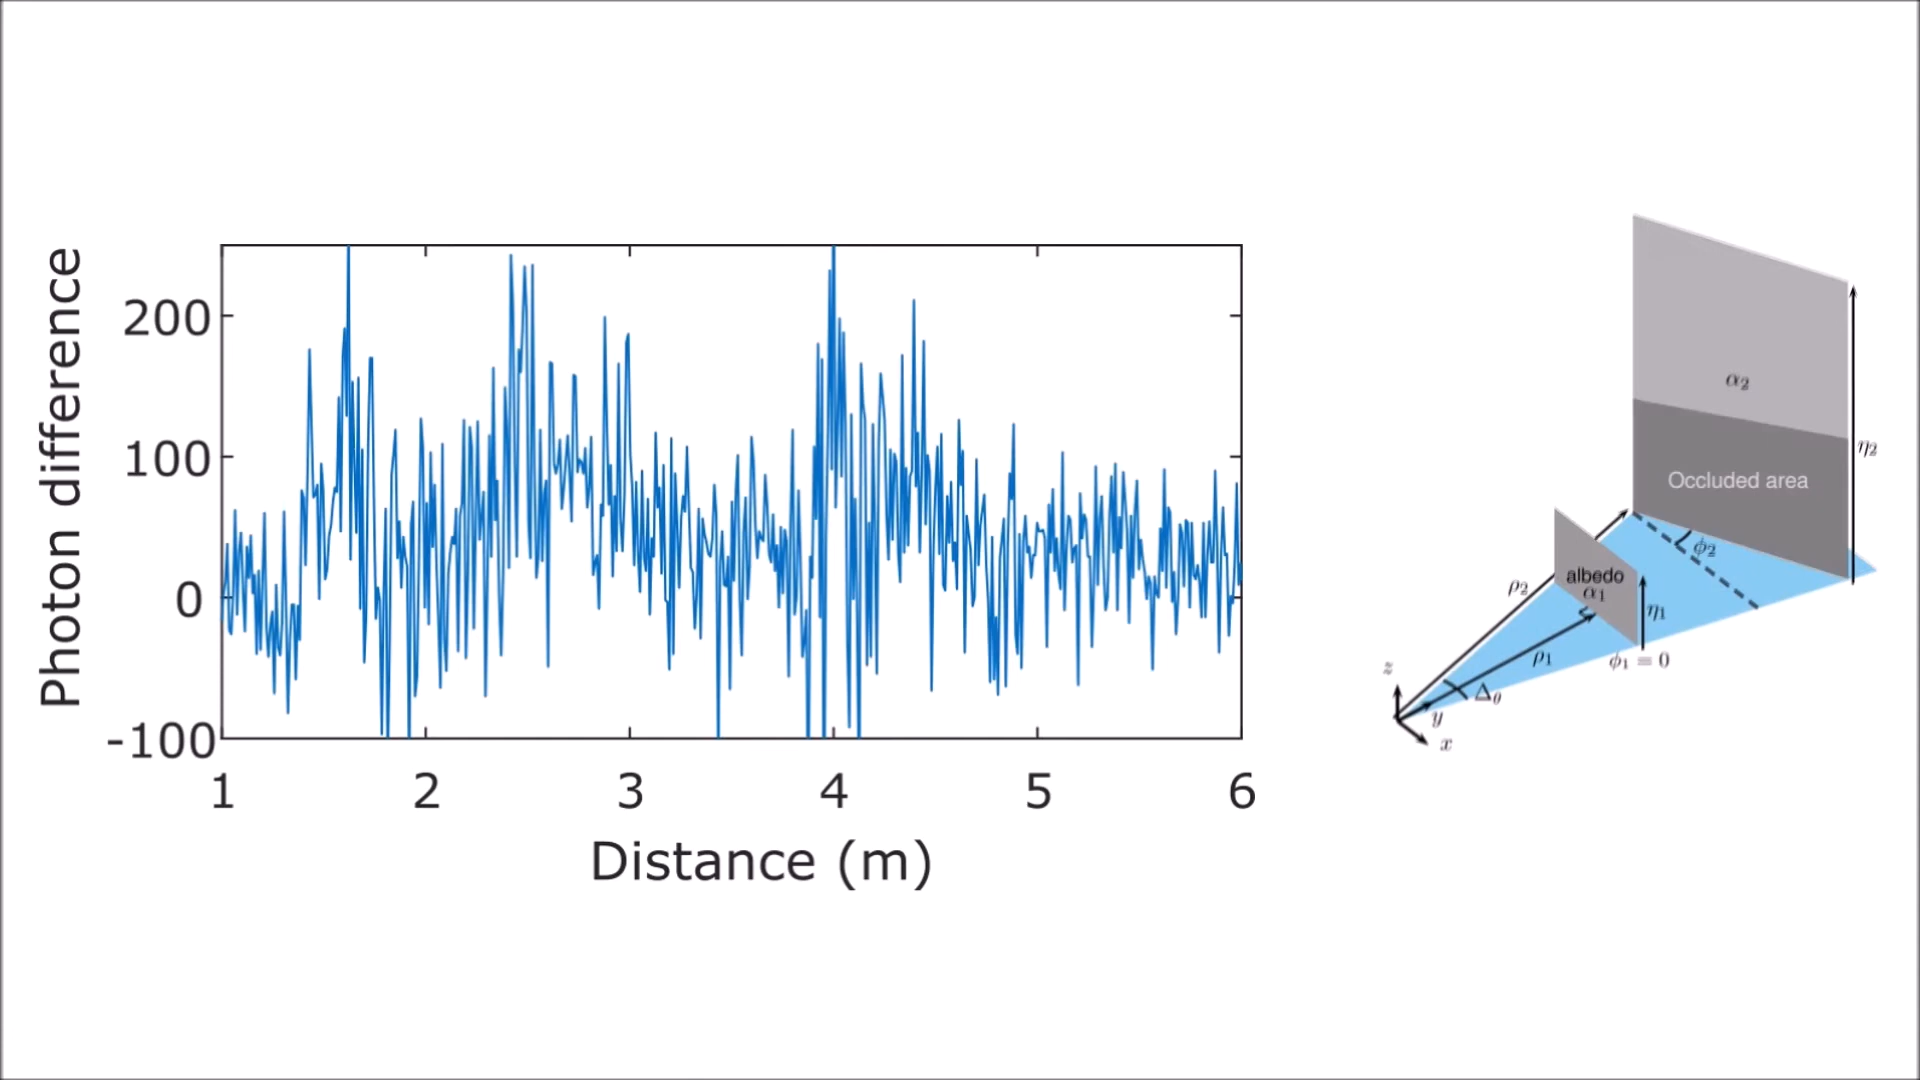 Photon difference
200
100
0
-100
1 2 3 4 5 6
Distance (m)
α₂
η₂
Occluded area
ϕ₂
albedo
α₁
ρ₂
η₁
ρ₁
ϕ₁ = 0
z
Δθ
y
x